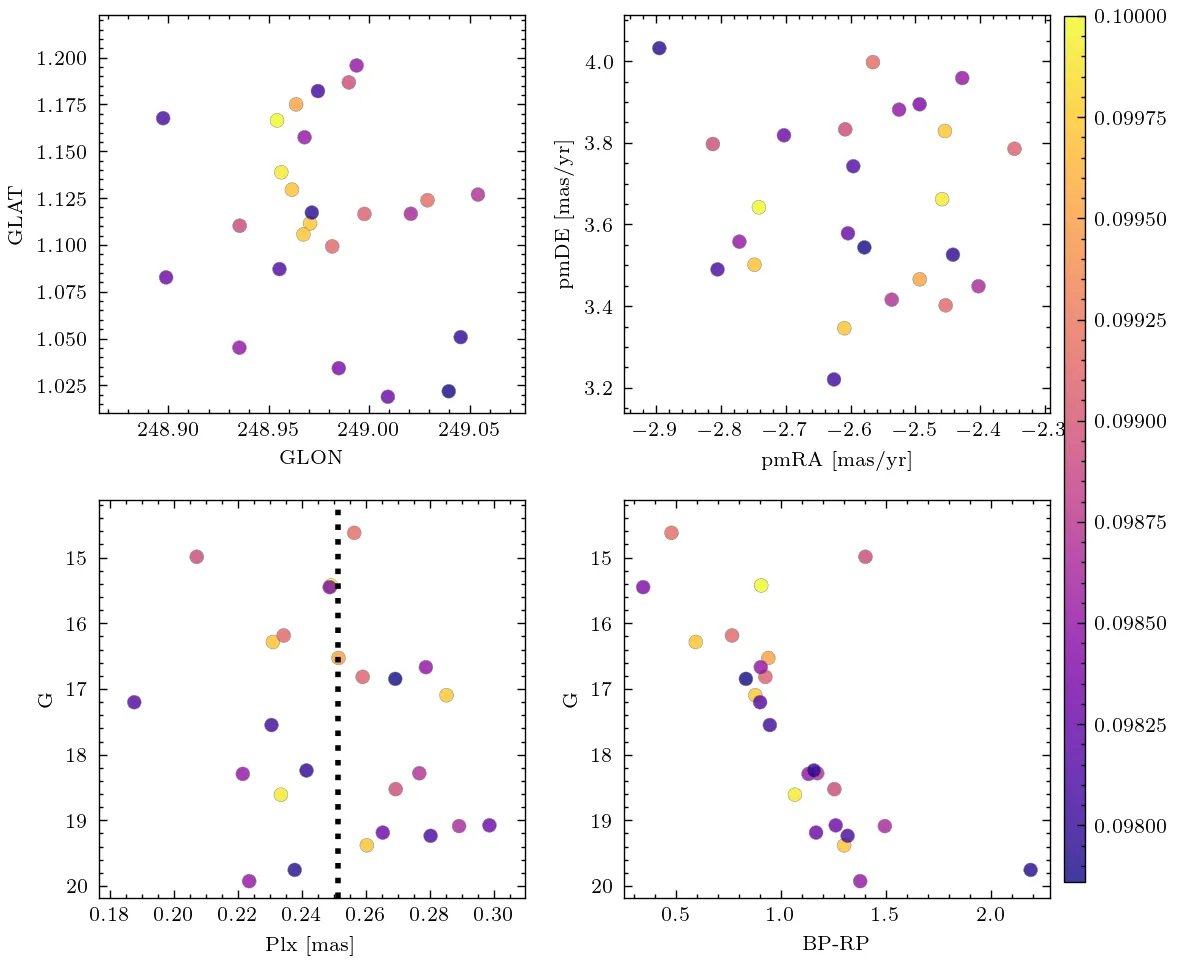 1.200
1.175
1.150
1.125
1.100
1.075
1.050
1.025
GLAT
248.90 248.95 249.00 249.05
GLON
4.0
3.8
3.6
3.4
3.2
pmDE [mas/yr]
−2.9 −2.8 −2.7 −2.6 −2.5 −2.4 −2.3
pmRA [mas/yr]
0.10000
0.09975
0.09950
0.09925
0.09900
0.09875
0.09850
0.09825
0.09800
15
16
17
18
19
20
G
0.18 0.20 0.22 0.24 0.26 0.28 0.30
Plx [mas]
15
16
17
18
19
20
G
0.5 1.0 1.5 2.0
BP-RP